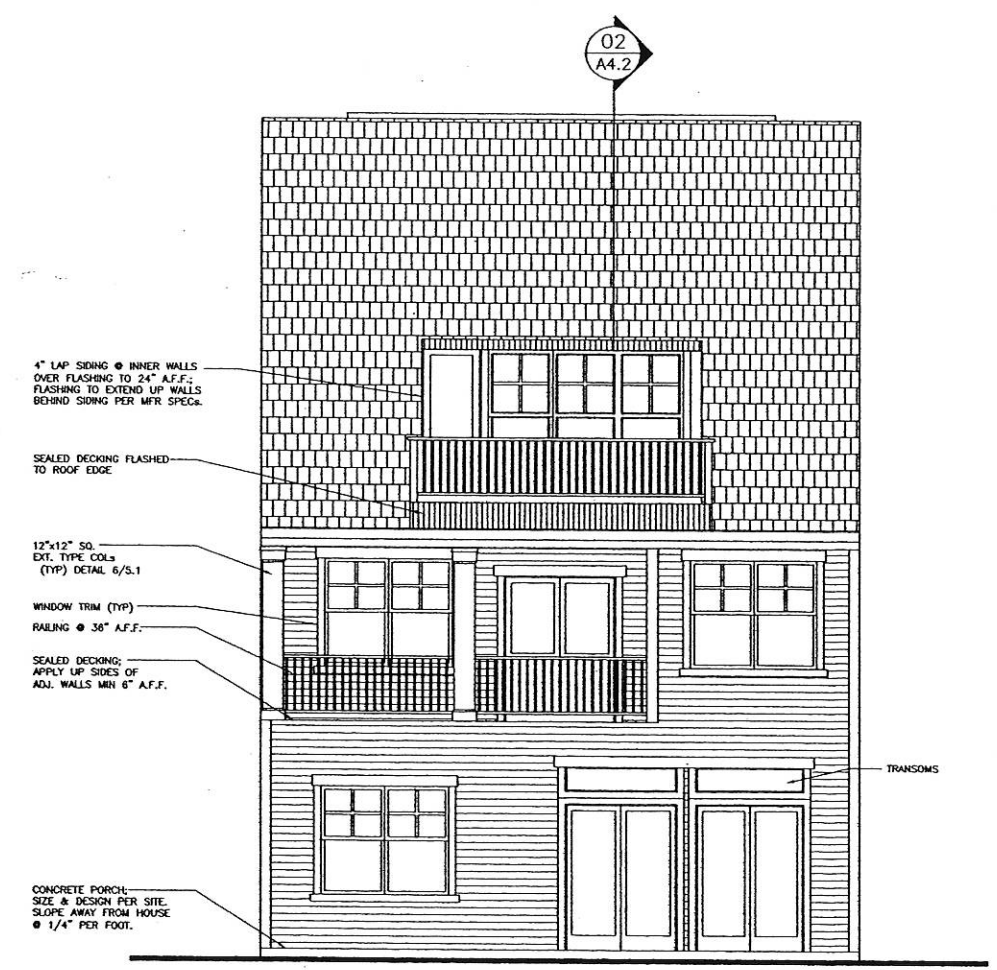 02
A4.2
4" LAP SIDING @ INNER WALLS
OVER FLASHING TO 24" A.F.F.;
FLASHING TO EXTEND UP WALLS
BEHIND SIDING PER MFR SPECs.
SEALED DECKING FLASHED
TO ROOF EDGE
12"x12" SQ.
EXT. TYPE COLs
(TYP) DETAIL 6/5.1
WINDOW TRIM (TYP)
RAILING @ 36" A.F.F.
SEALED DECKING;
APPLY UP SIDES OF
ADJ. WALLS MIN 6" A.F.F.
TRANSOMS
CONCRETE PORCH;
SIZE & DESIGN PER SITE.
SLOPE AWAY FROM HOUSE
@ 1/4" PER FOOT.